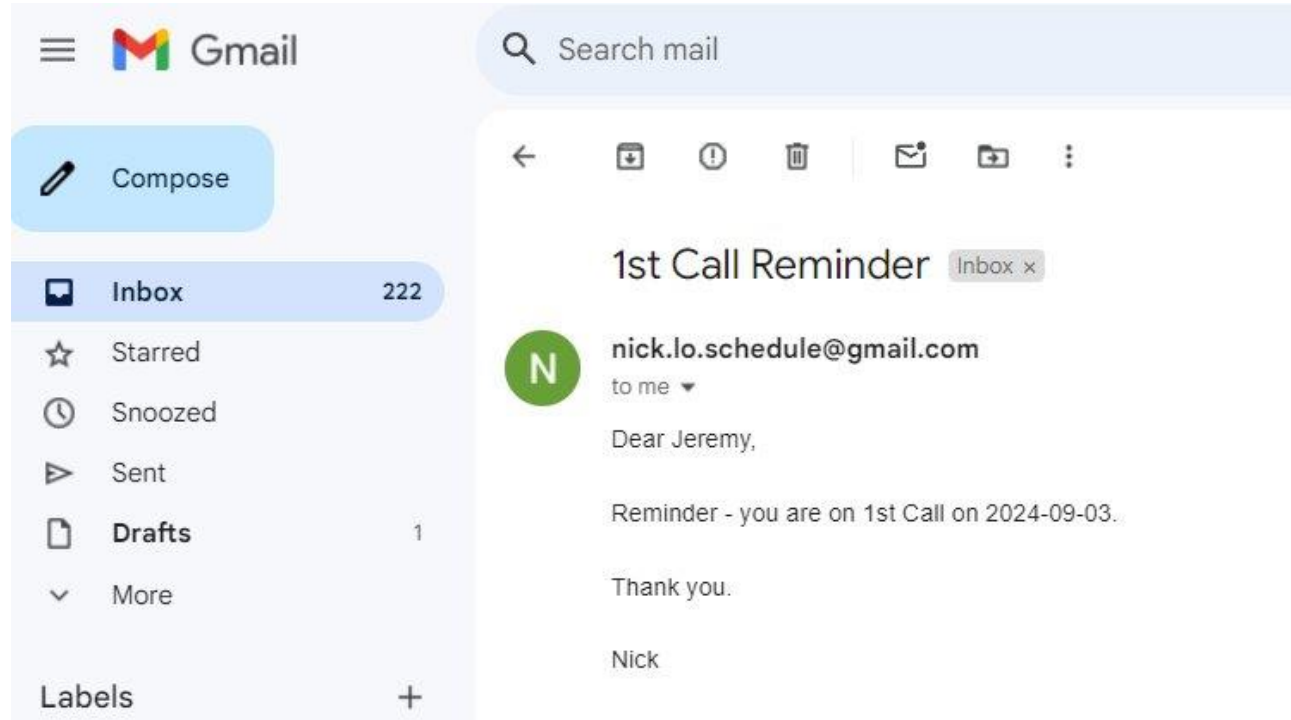 Gmail
Search mail
Compose
1st Call Reminder Inbox x
Inbox 222
nick.lo.schedule@gmail.com
Starred
N
to me
Snoozed
Dear Jeremy,
Sent
Reminder - you are on 1st Call on 2024-09-03.
Drafts 1
Thank you.
More
Nick
Labels +